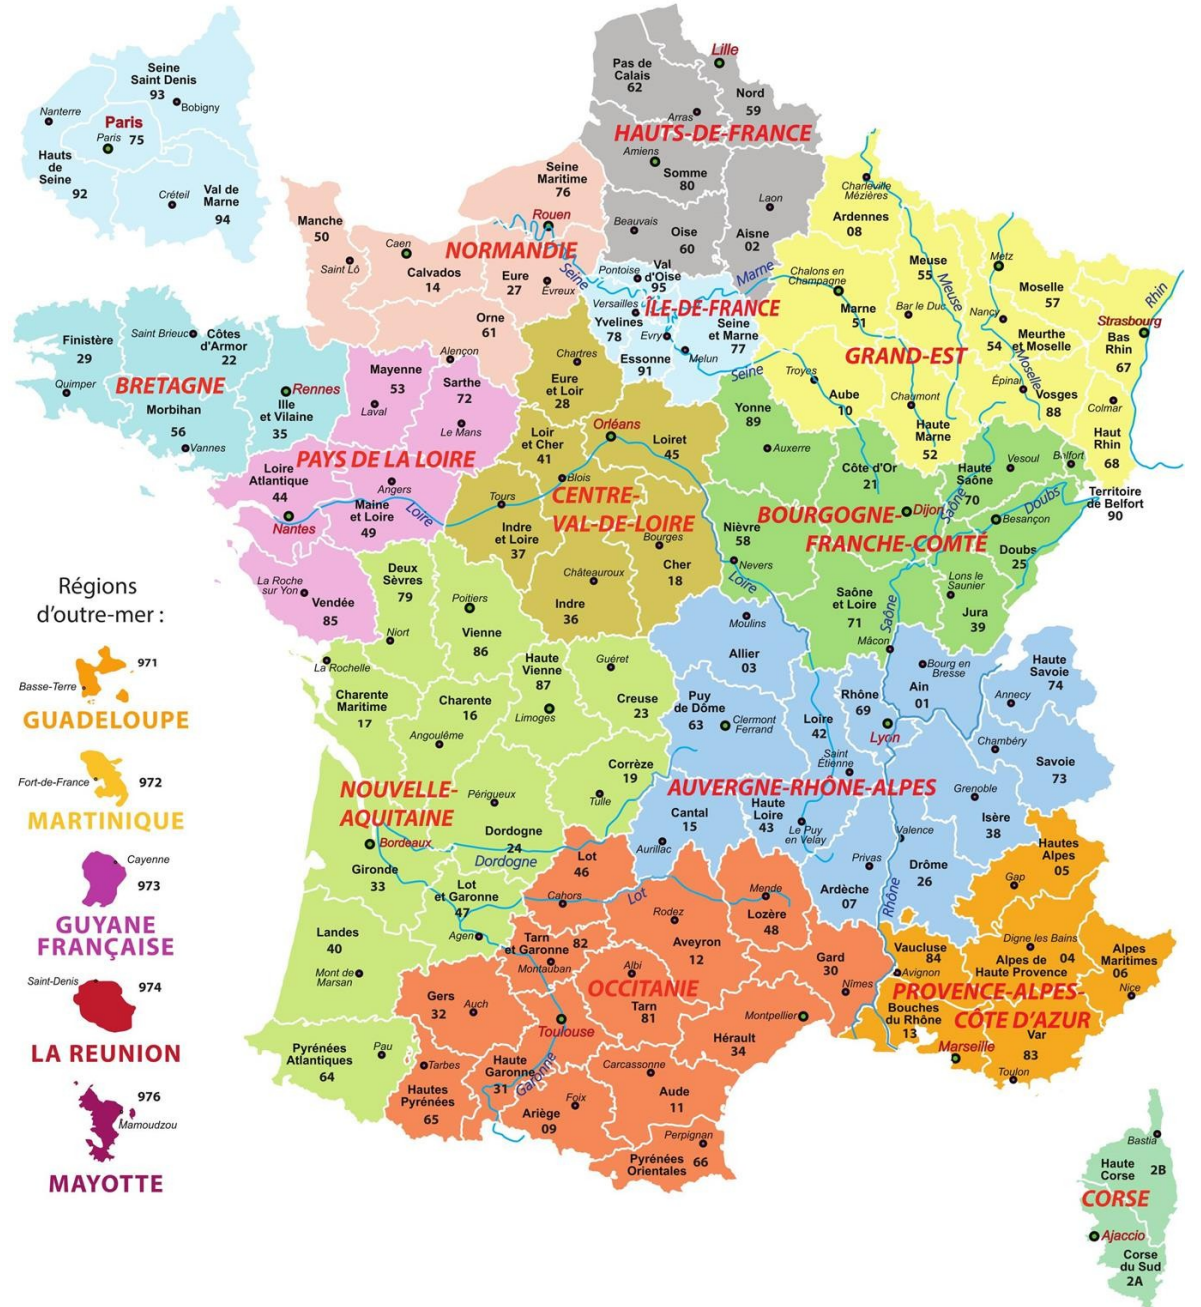 Seine
Saint Denis
93
Bobigny
Nanterre
Paris
Paris 75
Hauts
de
Seine
92
Créteil
Val de
Marne
94
Lille
Pas de
Calais
62
Nord
59
Arras
HAUTS-DE-FRANCE
Amiens
Somme
80
Laon
Beauvais
Oise
60
Aisne
02
Seine
Maritime
76
Rouen
Manche
50
Saint Lô
Caen
NORMANDIE
Calvados
14
Eure
27
Evreux
Orne
61
Alençon
Seine
Charleville
Mézières
Ardennes
08
Meuse
55
Meuse
Metz
Moselle
57
Rhin
Chalons en
Champagne
Marne
51
Bar le Duc
Nancy
54
Meurthe
et Moselle
Strasbourg
Bas
Rhin
67
GRAND-EST
Moselle
Troyes
Aube
10
Chaumont
Haute
Marne
52
Épinal
Vosges
88
Colmar
Haut
Rhin
68
Pontoise
Val
d'Oise
95
Marne
Versailles
ÎLE-DE-FRANCE
Yvelines
78
Evry
Seine
et Marne
77
Essonne
91
Melun
Seine
Finistère
29
Saint Brieuc
Côtes
d'Armor
22
Quimper
BRETAGNE
Rennes
Morbihan
56
Vannes
Ille
et Vilaine
35
Mayenne
53
Laval
Sarthe
72
Le Mans
PAYS DE LA LOIRE
Loire
Atlantique
44
Nantes
Angers
Maine
et Loire
49
Loire
La Roche
sur Yon
Vendée
85
Chartres
Eure
et Loir
28
Orléans
Loir
et Cher
41
Loiret
45
Blois
Tours
CENTRE-
VAL-DE-LOIRE
Indre
et Loire
37
Bourges
Cher
18
Châteauroux
Indre
36
Yonne
89
Auxerre
Côte d'Or
21
Haute
Saône
70
Vesoul
Belfort
Territoire
de Belfort
90
Saône
Doubs
BOURGOGNE-
FRANCHE-COMTÉ
Dijon
Besançon
Nièvre
58
Nevers
Loire
Doubs
25
Saône
et Loire
71
Saône
Lons le
Saunier
Jura
39
Mâcon
Deux
Sèvres
79
Poitiers
Vienne
86
Niort
La Rochelle
Charente
Maritime
17
Charente
16
Angoulême
Haute
Vienne
87
Limoges
Guéret
Creuse
23
Corrèze
19
Tulle
NOUVELLE-
AQUITAINE
Périgueux
Dordogne
24
Dordogne
Bordeaux
Gironde
33
Lot
et Garonne
47
Agen
Landes
40
Mont de
Marsan
Pyrénées
Atlantiques
64
Pau
Moulins
Allier
03
Puy
de Dôme
63
Clermont
Ferrand
Loire
42
Saint
Étienne
Rhône
69
Lyon
Bourg en
Bresse
Ain
01
Haute
Savoie
74
Annecy
Chambéry
Savoie
73
AUVERGNE-RHÔNE-ALPES
Cantal
15
Aurillac
Haute
Loire
43
Le Puy
en Velay
Grenoble
Isère
38
Valence
Privas
Ardèche
07
Drôme
26
Rhône
Lot
46
Cahors
Lot
Mende
Lozère
48
Rodez
Aveyron
12
Tarn
et Garonne
82
Montauban
Albi
OCCITANIE
Tarn
81
Gard
30
Nîmes
Gers
32
Auch
Toulouse
Montpellier
Hérault
34
Tarbes
Hautes
Pyrénées
65
Haute
Garonne
31
Garonne
Carcassonne
Aude
11
Foix
Ariège
09
Perpignan
Pyrénées
Orientales
66
Hautes
Alpes
05
Gap
Vaucluse
84
Avignon
Digne les Bains
Alpes de
Haute Provence
04
Alpes
Maritimes
06
Nice
PROVENCE-ALPES-
CÔTE D'AZUR
Bouches
du Rhône
13
Marseille
Var
83
Toulon
Bastia
Haute
Corse
2B
CORSE
Ajaccio
Corse
du Sud
2A
Régions
d'outre-mer :
971
Basse-Terre
GUADELOUPE
Fort-de-France
972
MARTINIQUE
Cayenne
973
GUYANE
FRANÇAISE
Saint-Denis
974
LA REUNION
976
Mamoudzou
MAYOTTE